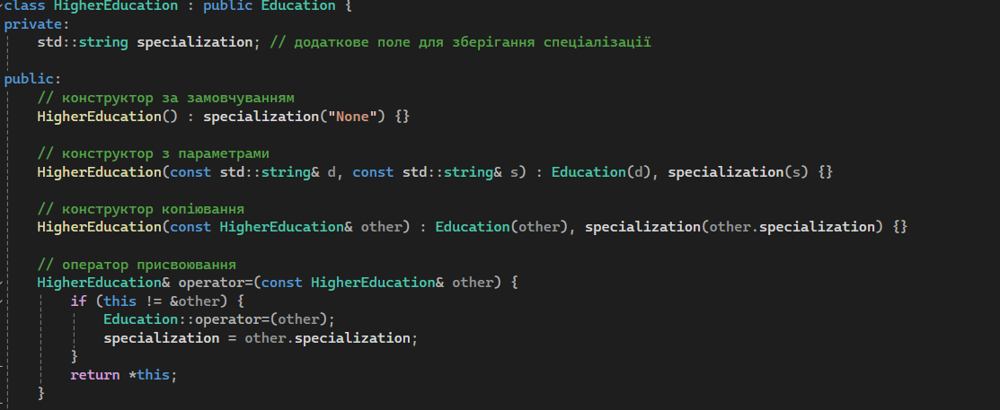 class HigherEducation : public Education {
private:
    std::string specialization; // додаткове поле для зберігання спеціалізації
public:
    // конструктор за замовчуванням
    HigherEducation() : specialization("None") {}
    // конструктор з параметрами
    HigherEducation(const std::string& d, const std::string& s) : Education(d), specialization(s) {}
    // конструктор копіювання
    HigherEducation(const HigherEducation& other) : Education(other), specialization(other.specialization) {}
    // оператор присвоювання
    HigherEducation& operator=(const HigherEducation& other) {
        if (this != &other) {
            Education::operator=(other);
            specialization = other.specialization;
        }
        return *this;
    }